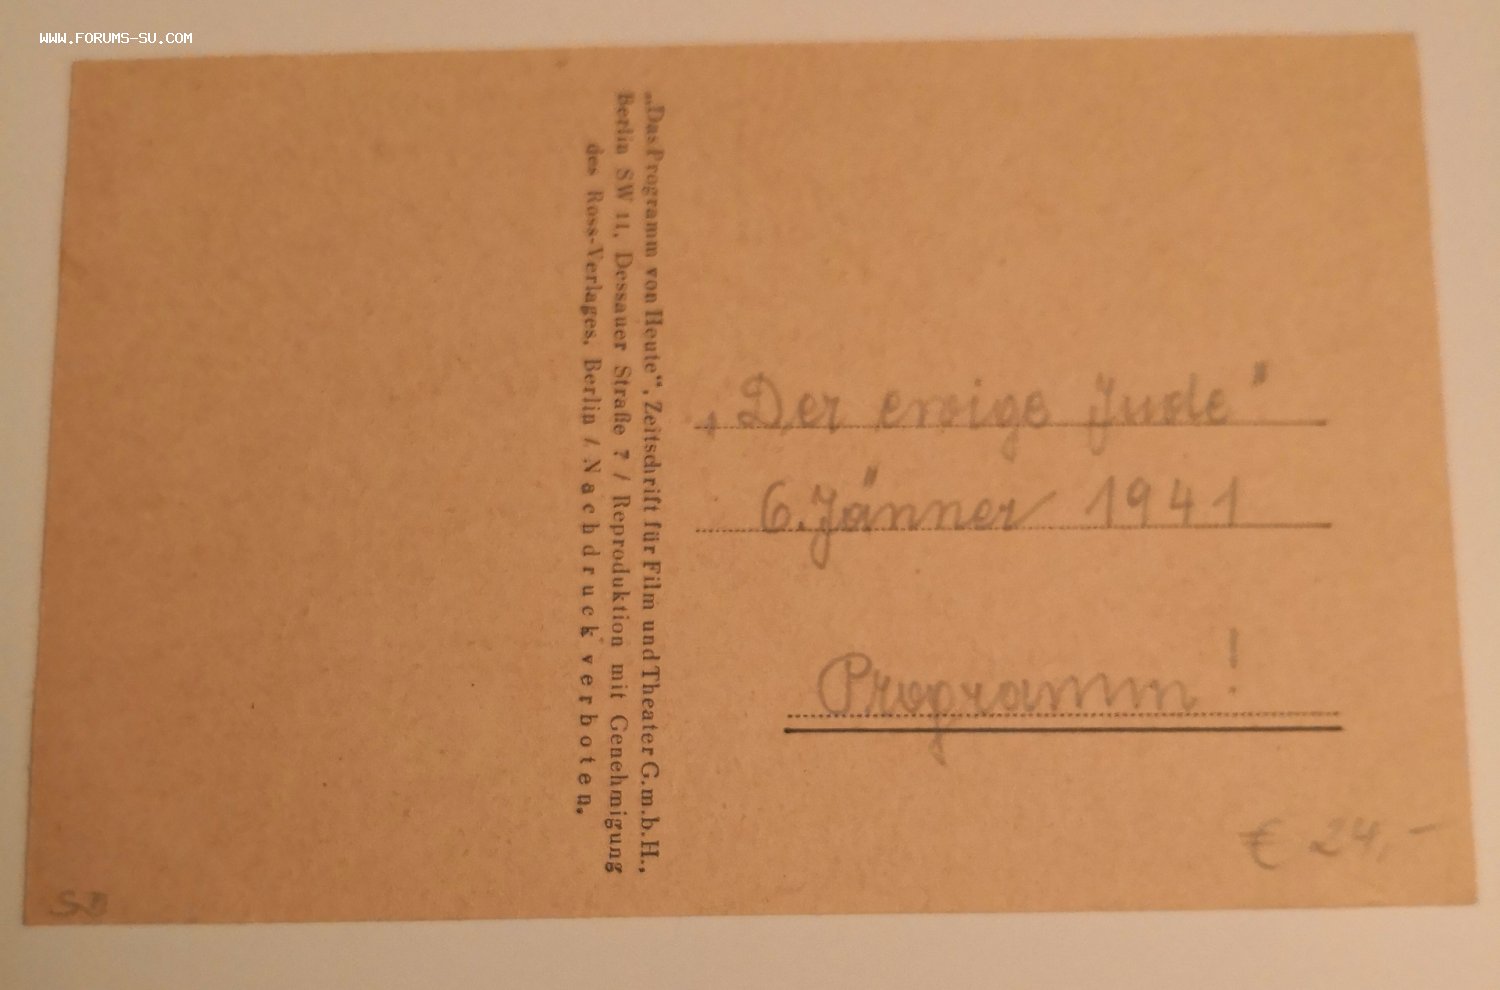 WWW.FORUMS-SU.COM
„Das Programm von Heute“, Zeitschrift für Film und Theater G.m.b.H.,
Berlin SW 11, Dessauer Straße 7 / Reproduktion mit Genehmigung
des Ross-Verlages, Berlin / Nachdruck verboten.
„Der ewige Jude"
6. Jänner 1941
Programm!
€ 24,-